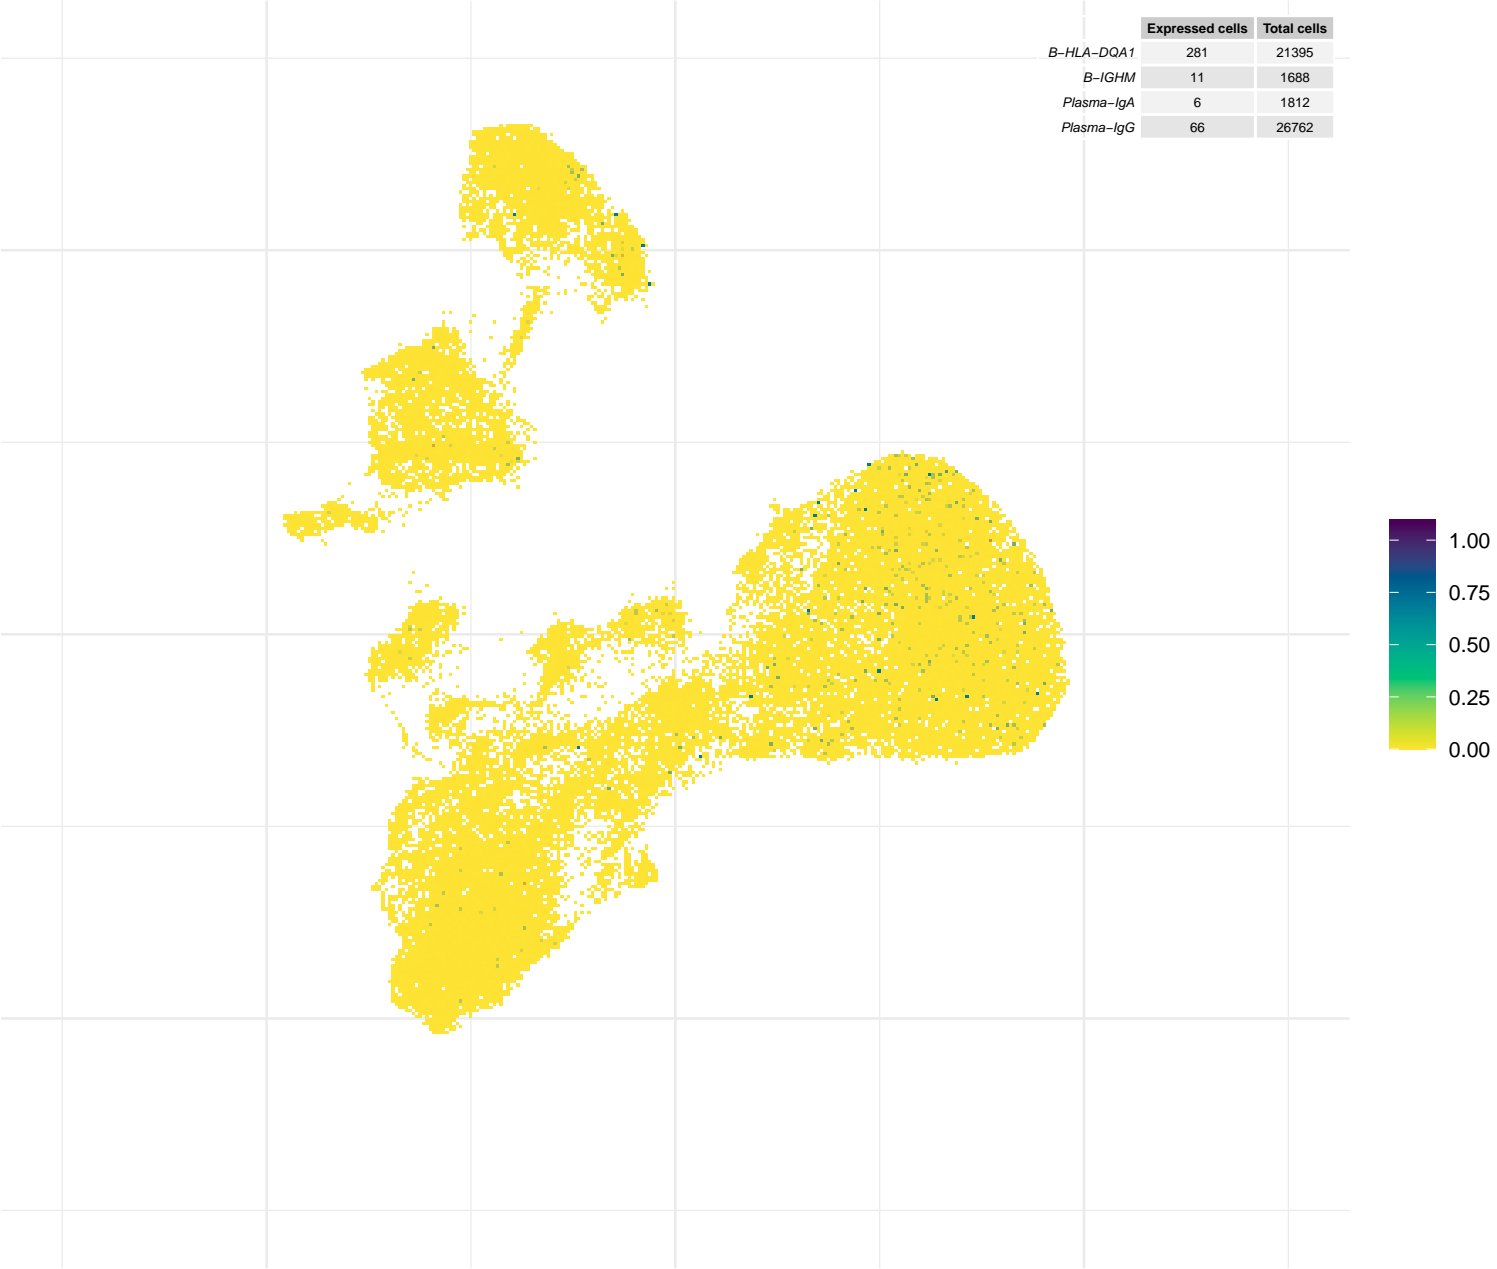 Expressed cells Total cells
B−HLA−DQA1 281 21395
B−IGHM 11 1688
Plasma−IgA 6 1812
Plasma−IgG 66 26762
1.00
0.75
0.50
0.25
0.00